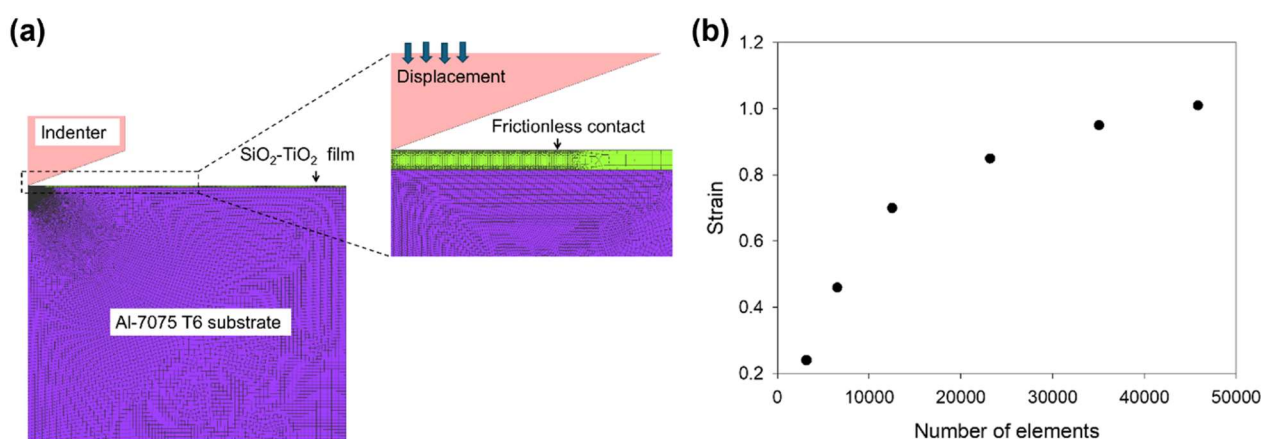 (a)
Displacement
Indenter
Frictionless contact
SiO₂-TiO₂ film
Al-7075 T6 substrate
(b)
1.2
1.0
0.8
0.6
0.4
0.2
Strain
0
10000
20000
30000
40000
50000
Number of elements